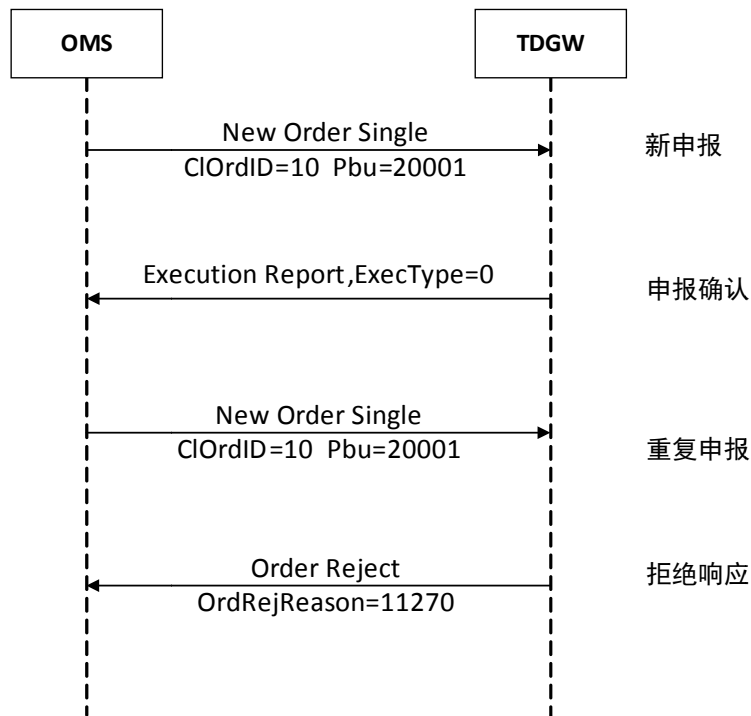 OMS
TDGW
New Order Single
ClOrdID=10 Pbu=20001
新申报
Execution Report,ExecType=0
申报确认
New Order Single
ClOrdID=10 Pbu=20001
重复申报
Order Reject
OrdRejReason=11270
拒绝响应